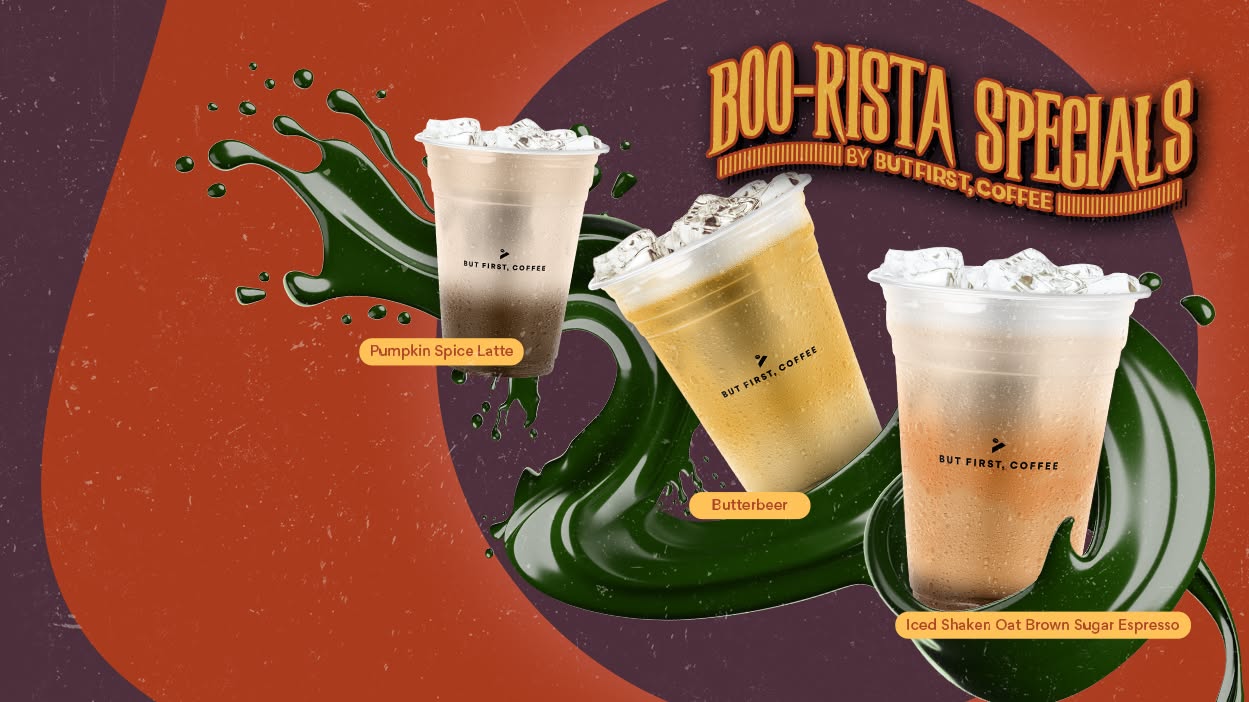 BOO-RISTA SPECIALS
BY BUTFIRST, COFFEE
BUT FIRST, COFFEE
Pumpkin Spice Latte
BUT FIRST, COFFEE
Butterbeer
BUT FIRST, COFFEE
Iced Shaken Oat Brown Sugar Espresso